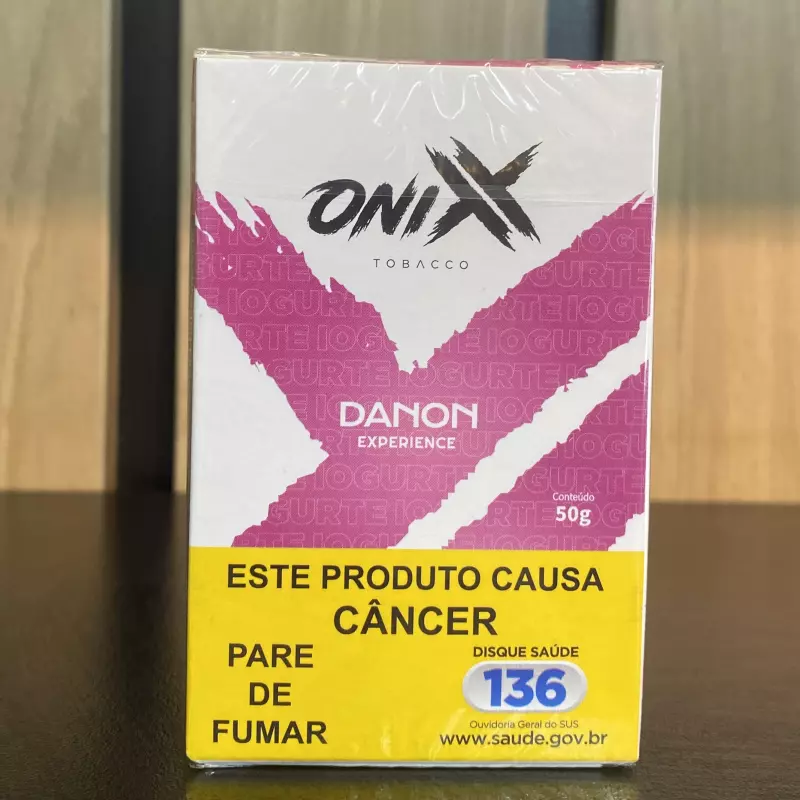 ONIXX
TOBACCO
IOGURTE IOGURTE
DANON
EXPERIENCE
Conteúdo
50g
ESTE PRODUTO CAUSA
CÂNCER
PARE
DE
FUMAR
DISQUE SAÚDE
136
Ouvidoria Geral do SUS
www.saude.gov.br